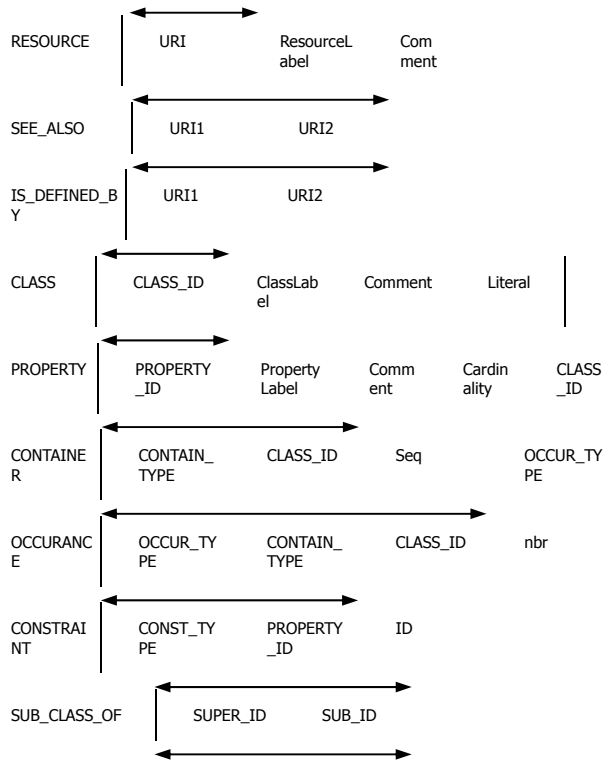 RESOURCE URI ResourceL Com
abel ment
SEE_ALSO URI1 URI2
IS_DEFINED_B URI1 URI2
Y
CLASS CLASS_ID ClassLab Comment Literal
el
PROPERTY PROPERTY Property Comm Cardin CLASS
_ID Label ent ality _ID
CONTAINE CONTAIN_ CLASS_ID Seq OCCUR_TY
R TYPE PE
OCCURANC OCCUR_TY CONTAIN_ CLASS_ID nbr
E PE TYPE
CONSTRAI CONST_TY PROPERTY ID
NT PE _ID
SUB_CLASS_OF SUPER_ID SUB_ID